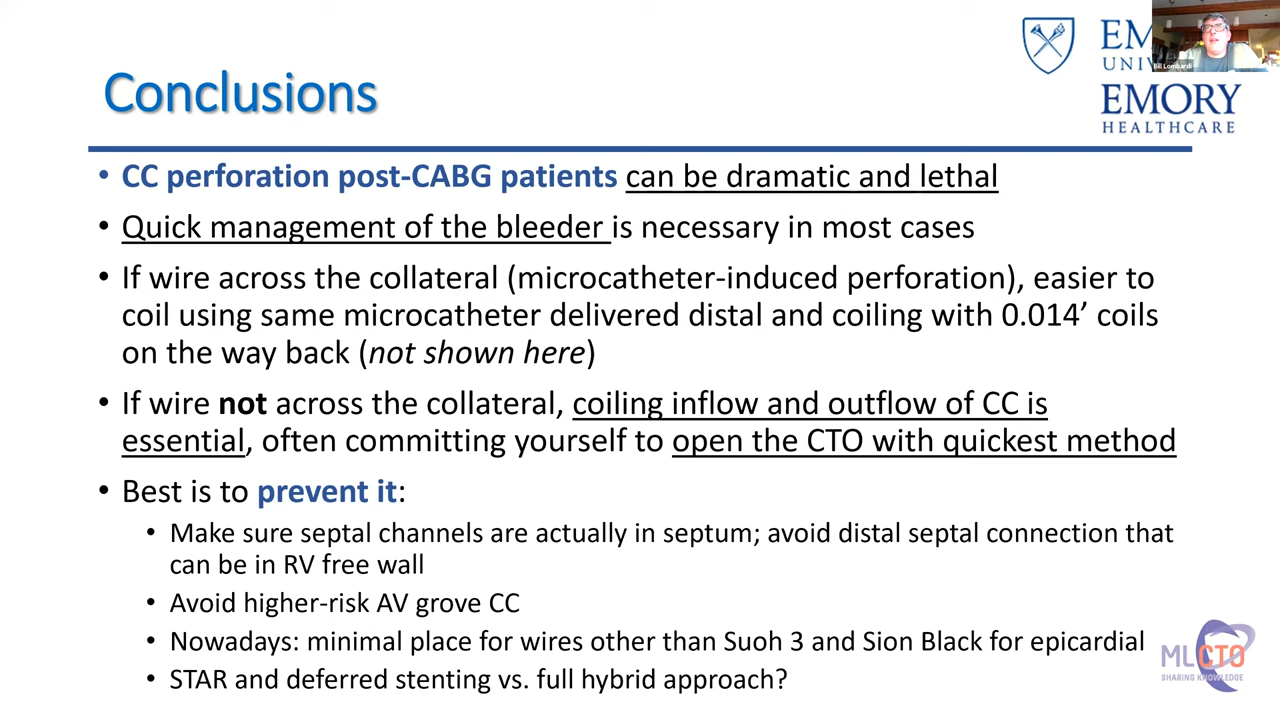 EM
UNIV
Bill Lombardi
EMORY
HEALTHCARE
Conclusions
• CC perforation post-CABG patients can be dramatic and lethal
• Quick management of the bleeder is necessary in most cases
• If wire across the collateral (microcatheter-induced perforation), easier to
coil using same microcatheter delivered distal and coiling with 0.014’ coils
on the way back (not shown here)
• If wire not across the collateral, coiling inflow and outflow of CC is
essential, often committing yourself to open the CTO with quickest method
• Best is to prevent it:
• Make sure septal channels are actually in septum; avoid distal septal connection that
can be in RV free wall
• Avoid higher-risk AV grove CC
• Nowadays: minimal place for wires other than Suoh 3 and Sion Black for epicardial
• STAR and deferred stenting vs. full hybrid approach?
MLCTO
SHARING KNOWLEDGE